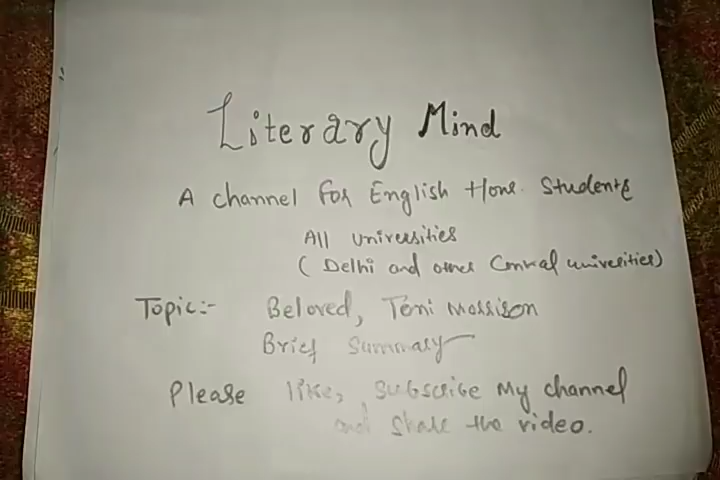 Literary Mind
A channel for English Hons. Students
All universities
( Delhi and other Central univesities)
Topic:- Beloved, Toni Morrison
Brief Summary
Please like, Subscribe My channel
and Share the video.